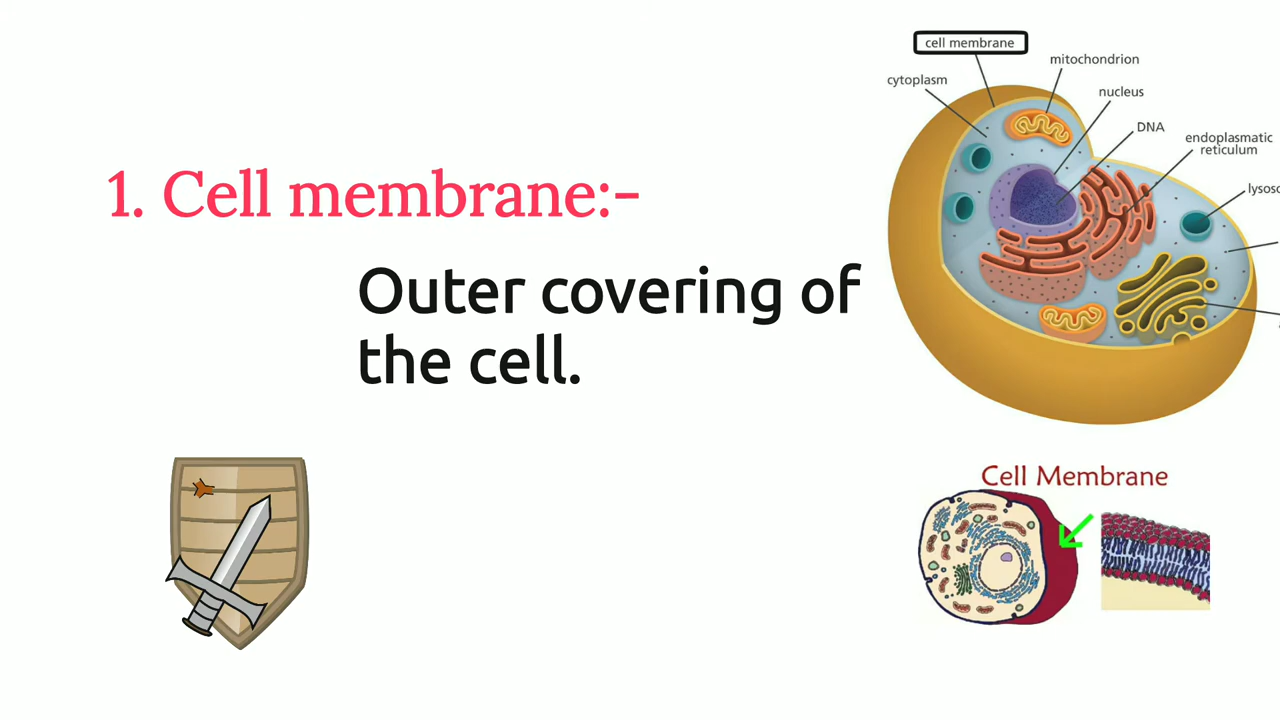 1. Cell membrane:-
Outer covering of
the cell.
cell membrane
mitochondrion
cytoplasm
nucleus
DNA
endoplasmatic
reticulum
Cell Membrane